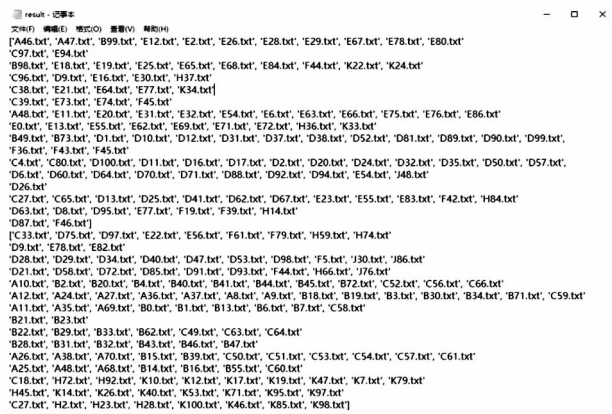 result - 记事本
文件(F) 编辑(E) 格式(O) 查看(V) 帮助(H)
['A46.txt', 'A47.txt', 'B99.txt', 'E12.txt', 'E2.txt', 'E26.txt', 'E28.txt', 'E29.txt', 'E67.txt', 'E78.txt', 'E80.txt'
'C97.txt', 'E94.txt'
'B98.txt', 'E18.txt', 'E19.txt', 'E25.txt', 'E65.txt', 'E68.txt', 'E84.txt', 'F44.txt', 'K22.txt', 'K24.txt'
'C96.txt', 'D9.txt', 'E16.txt', 'E30.txt', 'H37.txt'
'C38.txt', 'E21.txt', 'E64.txt', 'E77.txt', 'K34.txt'
'C39.txt', 'E73.txt', 'E74.txt', 'F45.txt'
'A48.txt', 'E11.txt', 'E20.txt', 'E31.txt', 'E32.txt', 'E54.txt', 'E6.txt', 'E63.txt', 'E66.txt', 'E75.txt', 'E76.txt', 'E86.txt'
'E0.txt', 'E13.txt', 'E55.txt', 'E62.txt', 'E69.txt', 'E71.txt', 'E72.txt', 'H36.txt', 'K33.txt'
'B49.txt', 'B73.txt', 'D1.txt', 'D10.txt', 'D12.txt', 'D31.txt', 'D37.txt', 'D38.txt', 'D52.txt', 'D81.txt', 'D89.txt', 'D90.txt', 'D99.txt',
'F36.txt', 'F43.txt', 'F45.txt'
'C4.txt', 'C80.txt', 'D100.txt', 'D11.txt', 'D16.txt', 'D17.txt', 'D2.txt', 'D20.txt', 'D24.txt', 'D32.txt', 'D35.txt', 'D50.txt', 'D57.txt',
'D6.txt', 'D60.txt', 'D64.txt', 'D70.txt', 'D71.txt', 'D88.txt', 'D92.txt', 'D94.txt', 'E54.txt', 'J48.txt'
'D26.txt'
'C27.txt', 'C65.txt', 'D13.txt', 'D25.txt', 'D41.txt', 'D62.txt', 'D67.txt', 'E23.txt', 'E55.txt', 'E83.txt', 'F42.txt', 'H84.txt'
'D63.txt', 'D8.txt', 'D95.txt', 'E77.txt', 'F19.txt', 'F39.txt', 'H14.txt'
'D87.txt', 'F46.txt']
['C33.txt', 'D75.txt', 'D97.txt', 'E22.txt', 'E56.txt', 'F61.txt', 'F79.txt', 'H59.txt', 'H74.txt'
'D9.txt', 'E78.txt', 'E82.txt'
'D28.txt', 'D29.txt', 'D34.txt', 'D40.txt', 'D47.txt', 'D53.txt', 'D98.txt', 'F5.txt', 'J30.txt', 'J86.txt'
'D21.txt', 'D58.txt', 'D72.txt', 'D85.txt', 'D91.txt', 'D93.txt', 'F44.txt', 'H66.txt', 'J76.txt'
'A10.txt', 'B2.txt', 'B20.txt', 'B4.txt', 'B40.txt', 'B41.txt', 'B44.txt', 'B45.txt', 'B72.txt', 'C52.txt', 'C56.txt', 'C66.txt'
'A12.txt', 'A24.txt', 'A27.txt', 'A36.txt', 'A37.txt', 'A8.txt', 'A9.txt', 'B18.txt', 'B19.txt', 'B3.txt', 'B30.txt', 'B34.txt', 'B71.txt', 'C59.txt'
'A11.txt', 'A35.txt', 'A69.txt', 'B0.txt', 'B1.txt', 'B13.txt', 'B6.txt', 'B7.txt', 'C58.txt'
'B21.txt', 'B23.txt'
'B22.txt', 'B29.txt', 'B33.txt', 'B62.txt', 'C49.txt', 'C63.txt', 'C64.txt'
'B28.txt', 'B31.txt', 'B32.txt', 'B43.txt', 'B46.txt', 'B47.txt'
'A26.txt', 'A38.txt', 'A70.txt', 'B15.txt', 'B39.txt', 'C50.txt', 'C51.txt', 'C53.txt', 'C54.txt', 'C57.txt', 'C61.txt'
'A25.txt', 'A48.txt', 'A68.txt', 'B14.txt', 'B16.txt', 'B55.txt', 'C60.txt'
'C18.txt', 'H72.txt', 'H92.txt', 'K10.txt', 'K12.txt', 'K17.txt', 'K19.txt', 'K47.txt', 'K7.txt', 'K79.txt'
'H45.txt', 'K14.txt', 'K26.txt', 'K40.txt', 'K53.txt', 'K71.txt', 'K95.txt', 'K97.txt'
'C27.txt', 'H2.txt', 'H23.txt', 'H28.txt', 'K100.txt', 'K46.txt', 'K85.txt', 'K98.txt']